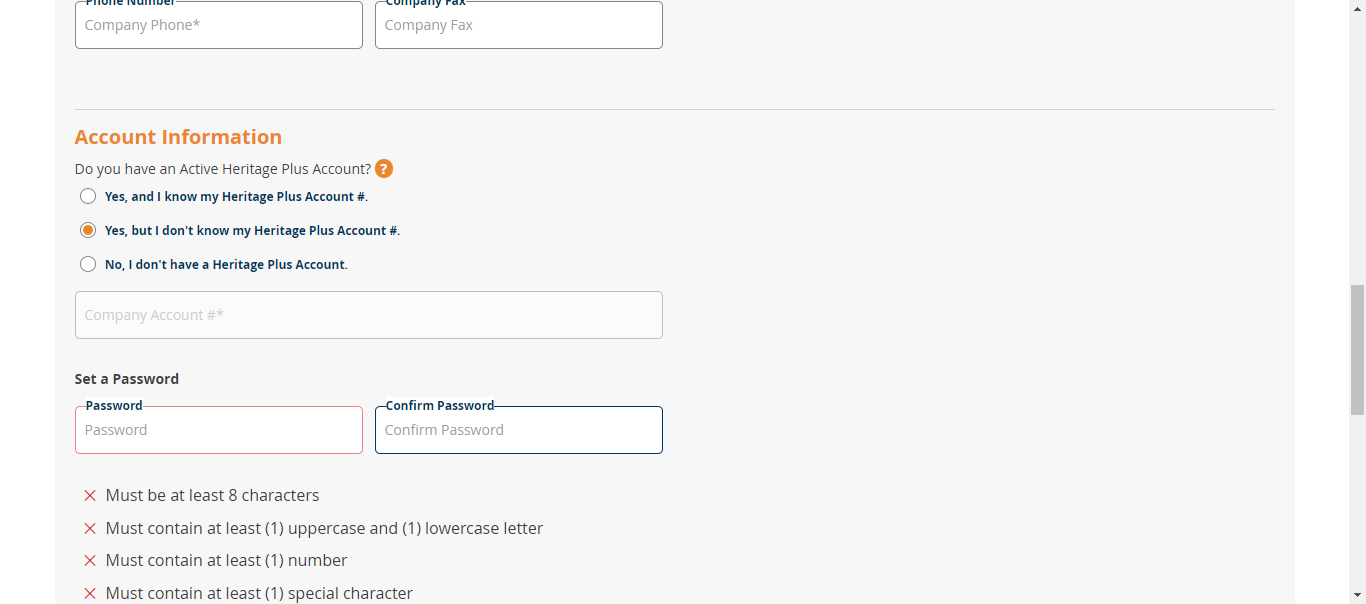 Phone Number Company Fax
Company Phone* Company Fax
Account Information
Do you have an Active Heritage Plus Account? ?
Yes, and I know my Heritage Plus Account #.
Yes, but I don't know my Heritage Plus Account #.
No, I don't have a Heritage Plus Account.
Company Account #*
Set a Password
Password Confirm Password
Password Confirm Password
Must be at least 8 characters
Must contain at least (1) uppercase and (1) lowercase letter
Must contain at least (1) number
Must contain at least (1) special character